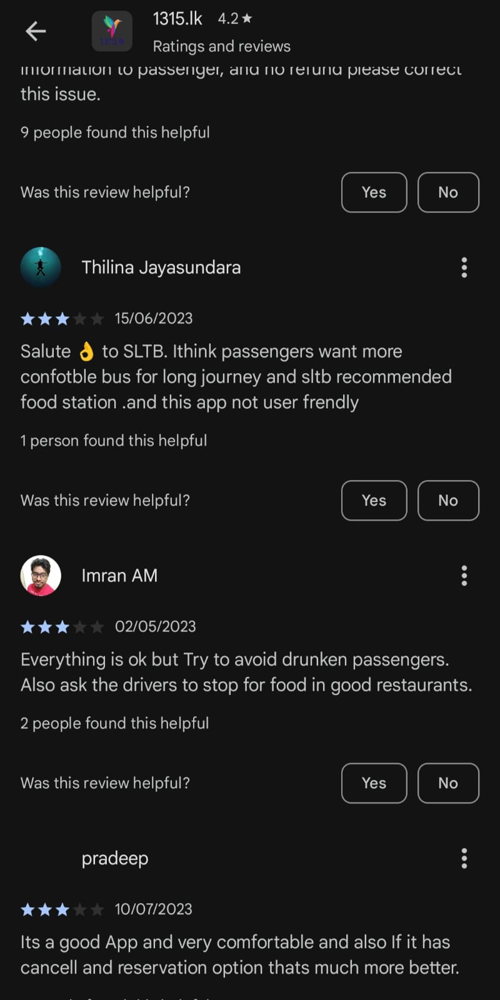 1315.lk 4.2★
Ratings and reviews
information to passenger, and no refund please correct
this issue.
9 people found this helpful
Was this review helpful? Yes No
Thilina Jayasundara
15/06/2023
Salute 👌 to SLTB. Ithink passengers want more
confotble bus for long journey and sltb recommended
food station .and this app not user frendly
1 person found this helpful
Was this review helpful? Yes No
Imran AM
02/05/2023
Everything is ok but Try to avoid drunken passengers.
Also ask the drivers to stop for food in good restaurants.
2 people found this helpful
Was this review helpful? Yes No
pradeep
10/07/2023
Its a good App and very comfortable and also If it has
cancell and reservation option thats much more better.